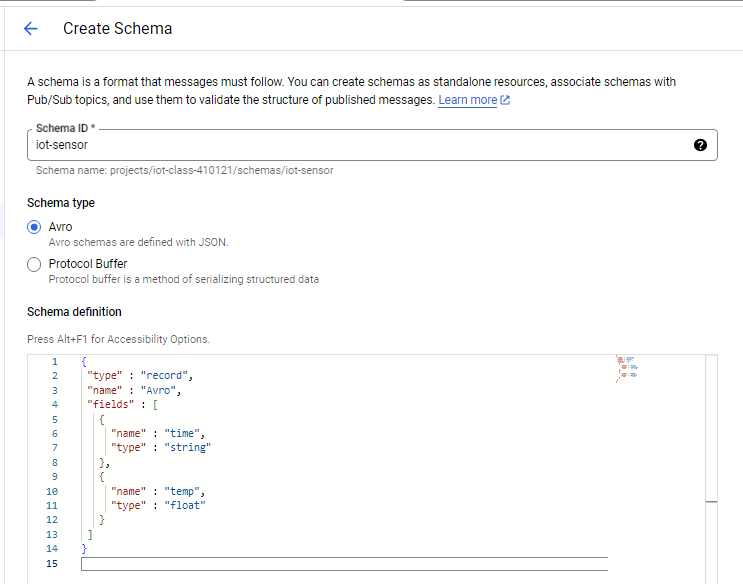 Create Schema
A schema is a format that messages must follow. You can create schemas as standalone resources, associate schemas with
Pub/Sub topics, and use them to validate the structure of published messages. Learn more
Schema ID *
iot-sensor
?
Schema name: projects/iot-class-410121/schemas/iot-sensor
Schema type
Avro
Avro schemas are defined with JSON.
Protocol Buffer
Protocol buffer is a method of serializing structured data
Schema definition
Press Alt+F1 for Accessibility Options.
1 {
2 "type" : "record",
3 "name" : "Avro",
4 "fields" : [
5 {
6 "name" : "time",
7 "type" : "string"
8 },
9 {
10 "name" : "temp",
11 "type" : "float"
12 }
13 ]
14 }
15